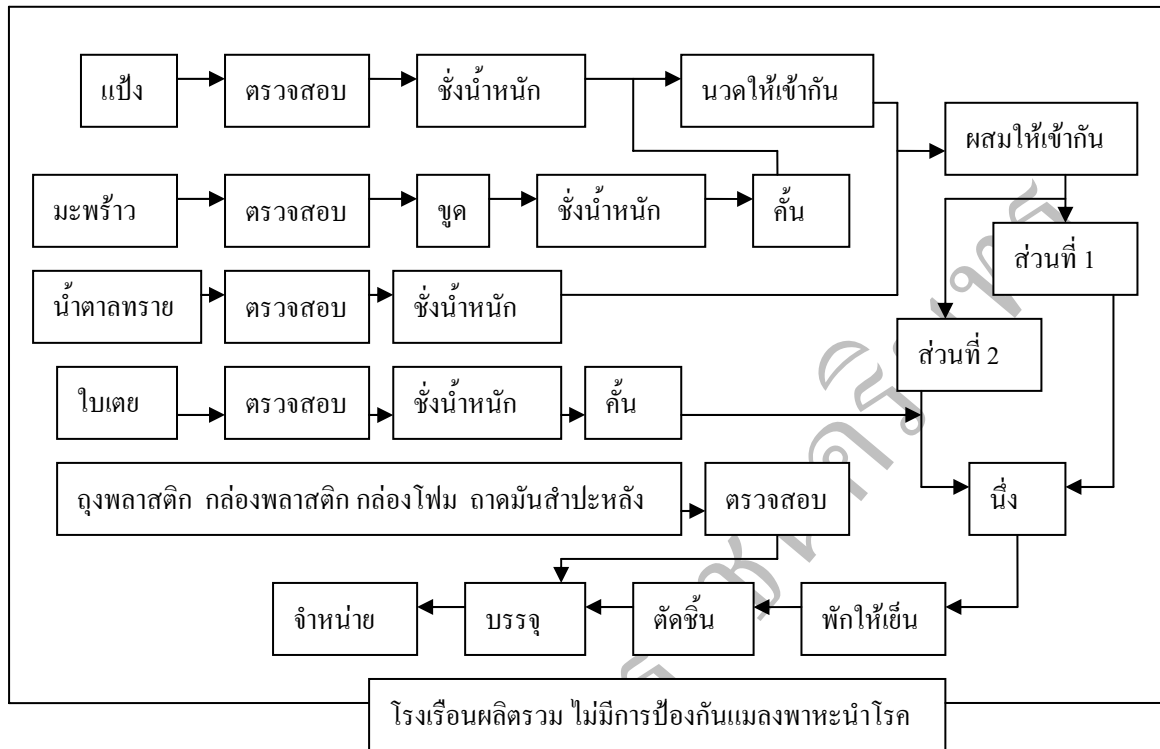 แป้ง ตรวจสอบ ชั่งน้ำหนัก นวดให้เข้ากัน
ผสมให้เข้ากัน
มะพร้าว ตรวจสอบ ขูด ชั่งน้ำหนัก คั้น
ส่วนที่ 1
น้ำตาลทราย ตรวจสอบ ชั่งน้ำหนัก
ส่วนที่ 2
ใบเตย ตรวจสอบ ชั่งน้ำหนัก คั้น
ถุงพลาสติก กล่องพลาสติก กล่องโฟม ถาดมันสำปะหลัง ตรวจสอบ นึ่ง
จำหน่าย บรรจุ ตัดชิ้น พักให้เย็น
โรงเรือนผลิตรวม ไม่มีการป้องกันแมลงพาหะนำโรค